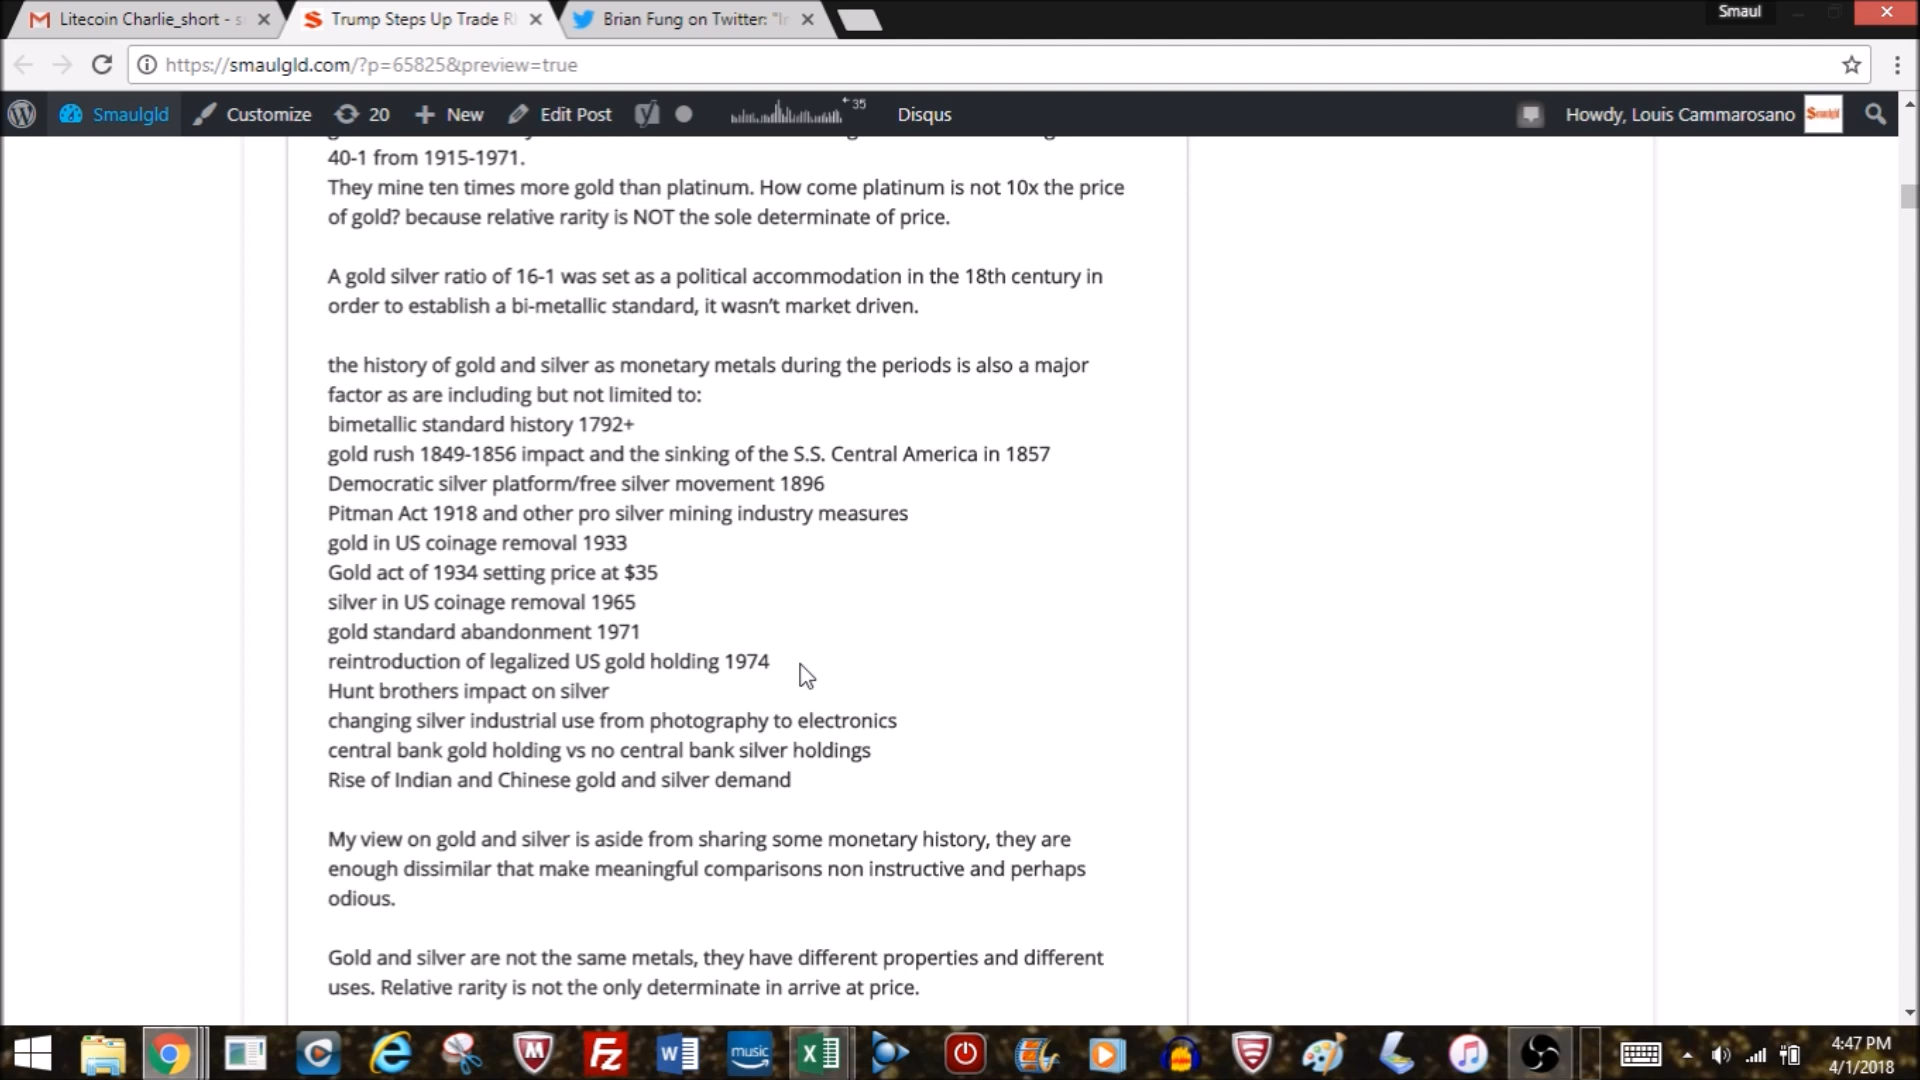 Litecoin Charlie_short - s
Trump Steps Up Trade R
Brian Fung on Twitter: "I
Smaul
https://smaulgld.com/?p=65825&preview=true
Smaulgld
Customize
20
New
Edit Post
35
Disqus
Howdy, Louis Cammarosano
Smaulgld
40-1 from 1915-1971.
They mine ten times more gold than platinum. How come platinum is not 10x the price
of gold? because relative rarity is NOT the sole determinate of price.
A gold silver ratio of 16-1 was set as a political accommodation in the 18th century in
order to establish a bi-metallic standard, it wasn't market driven.
the history of gold and silver as monetary metals during the periods is also a major
factor as are including but not limited to:
bimetallic standard history 1792+
gold rush 1849-1856 impact and the sinking of the S.S. Central America in 1857
Democratic silver platform/free silver movement 1896
Pitman Act 1918 and other pro silver mining industry measures
gold in US coinage removal 1933
Gold act of 1934 setting price at $35
silver in US coinage removal 1965
gold standard abandonment 1971
reintroduction of legalized US gold holding 1974
Hunt brothers impact on silver
changing silver industrial use from photography to electronics
central bank gold holding vs no central bank silver holdings
Rise of Indian and Chinese gold and silver demand
My view on gold and silver is aside from sharing some monetary history, they are
enough dissimilar that make meaningful comparisons non instructive and perhaps
odious.
Gold and silver are not the same metals, they have different properties and different
uses. Relative rarity is not the only determinate in arrive at price.
music
4:47 PM
4/1/2018